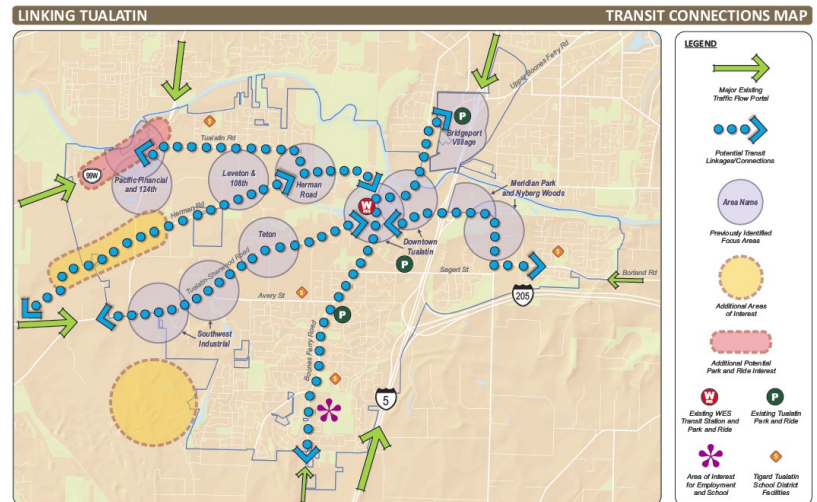 LINKING TUALATIN
TRANSIT CONNECTIONS MAP
Upper Boones Ferry Rd
P
Bridgeport
Village
S
Tualatin Rd
99W
Pacific Financial
and 124th
Leveton &
108th
Herman
Road
Meridian Park
and Nyberg Woods
W
Herman Rd
Teton
Downtown
Tualatin
P
S
Tualatin-Sherwood Road
Sagert St
Borland Rd
Avery St
S
205
P
Southwest
Industrial
Boones Ferry Road
S
5
LEGEND
Major Existing
Traffic Flow Portal
Potential Transit
Linkages/Connections
Area Name
Previously Identified
Focus Areas
Additional Areas
of Interest
Additional Potential
Park and Ride Interest
W
Existing WES
Transit Station and
Park and Ride
P
Existing Tualatin
Park and Ride
Area of Interest
for Employment
and School
S
Tigard Tualatin
School District
Facilities